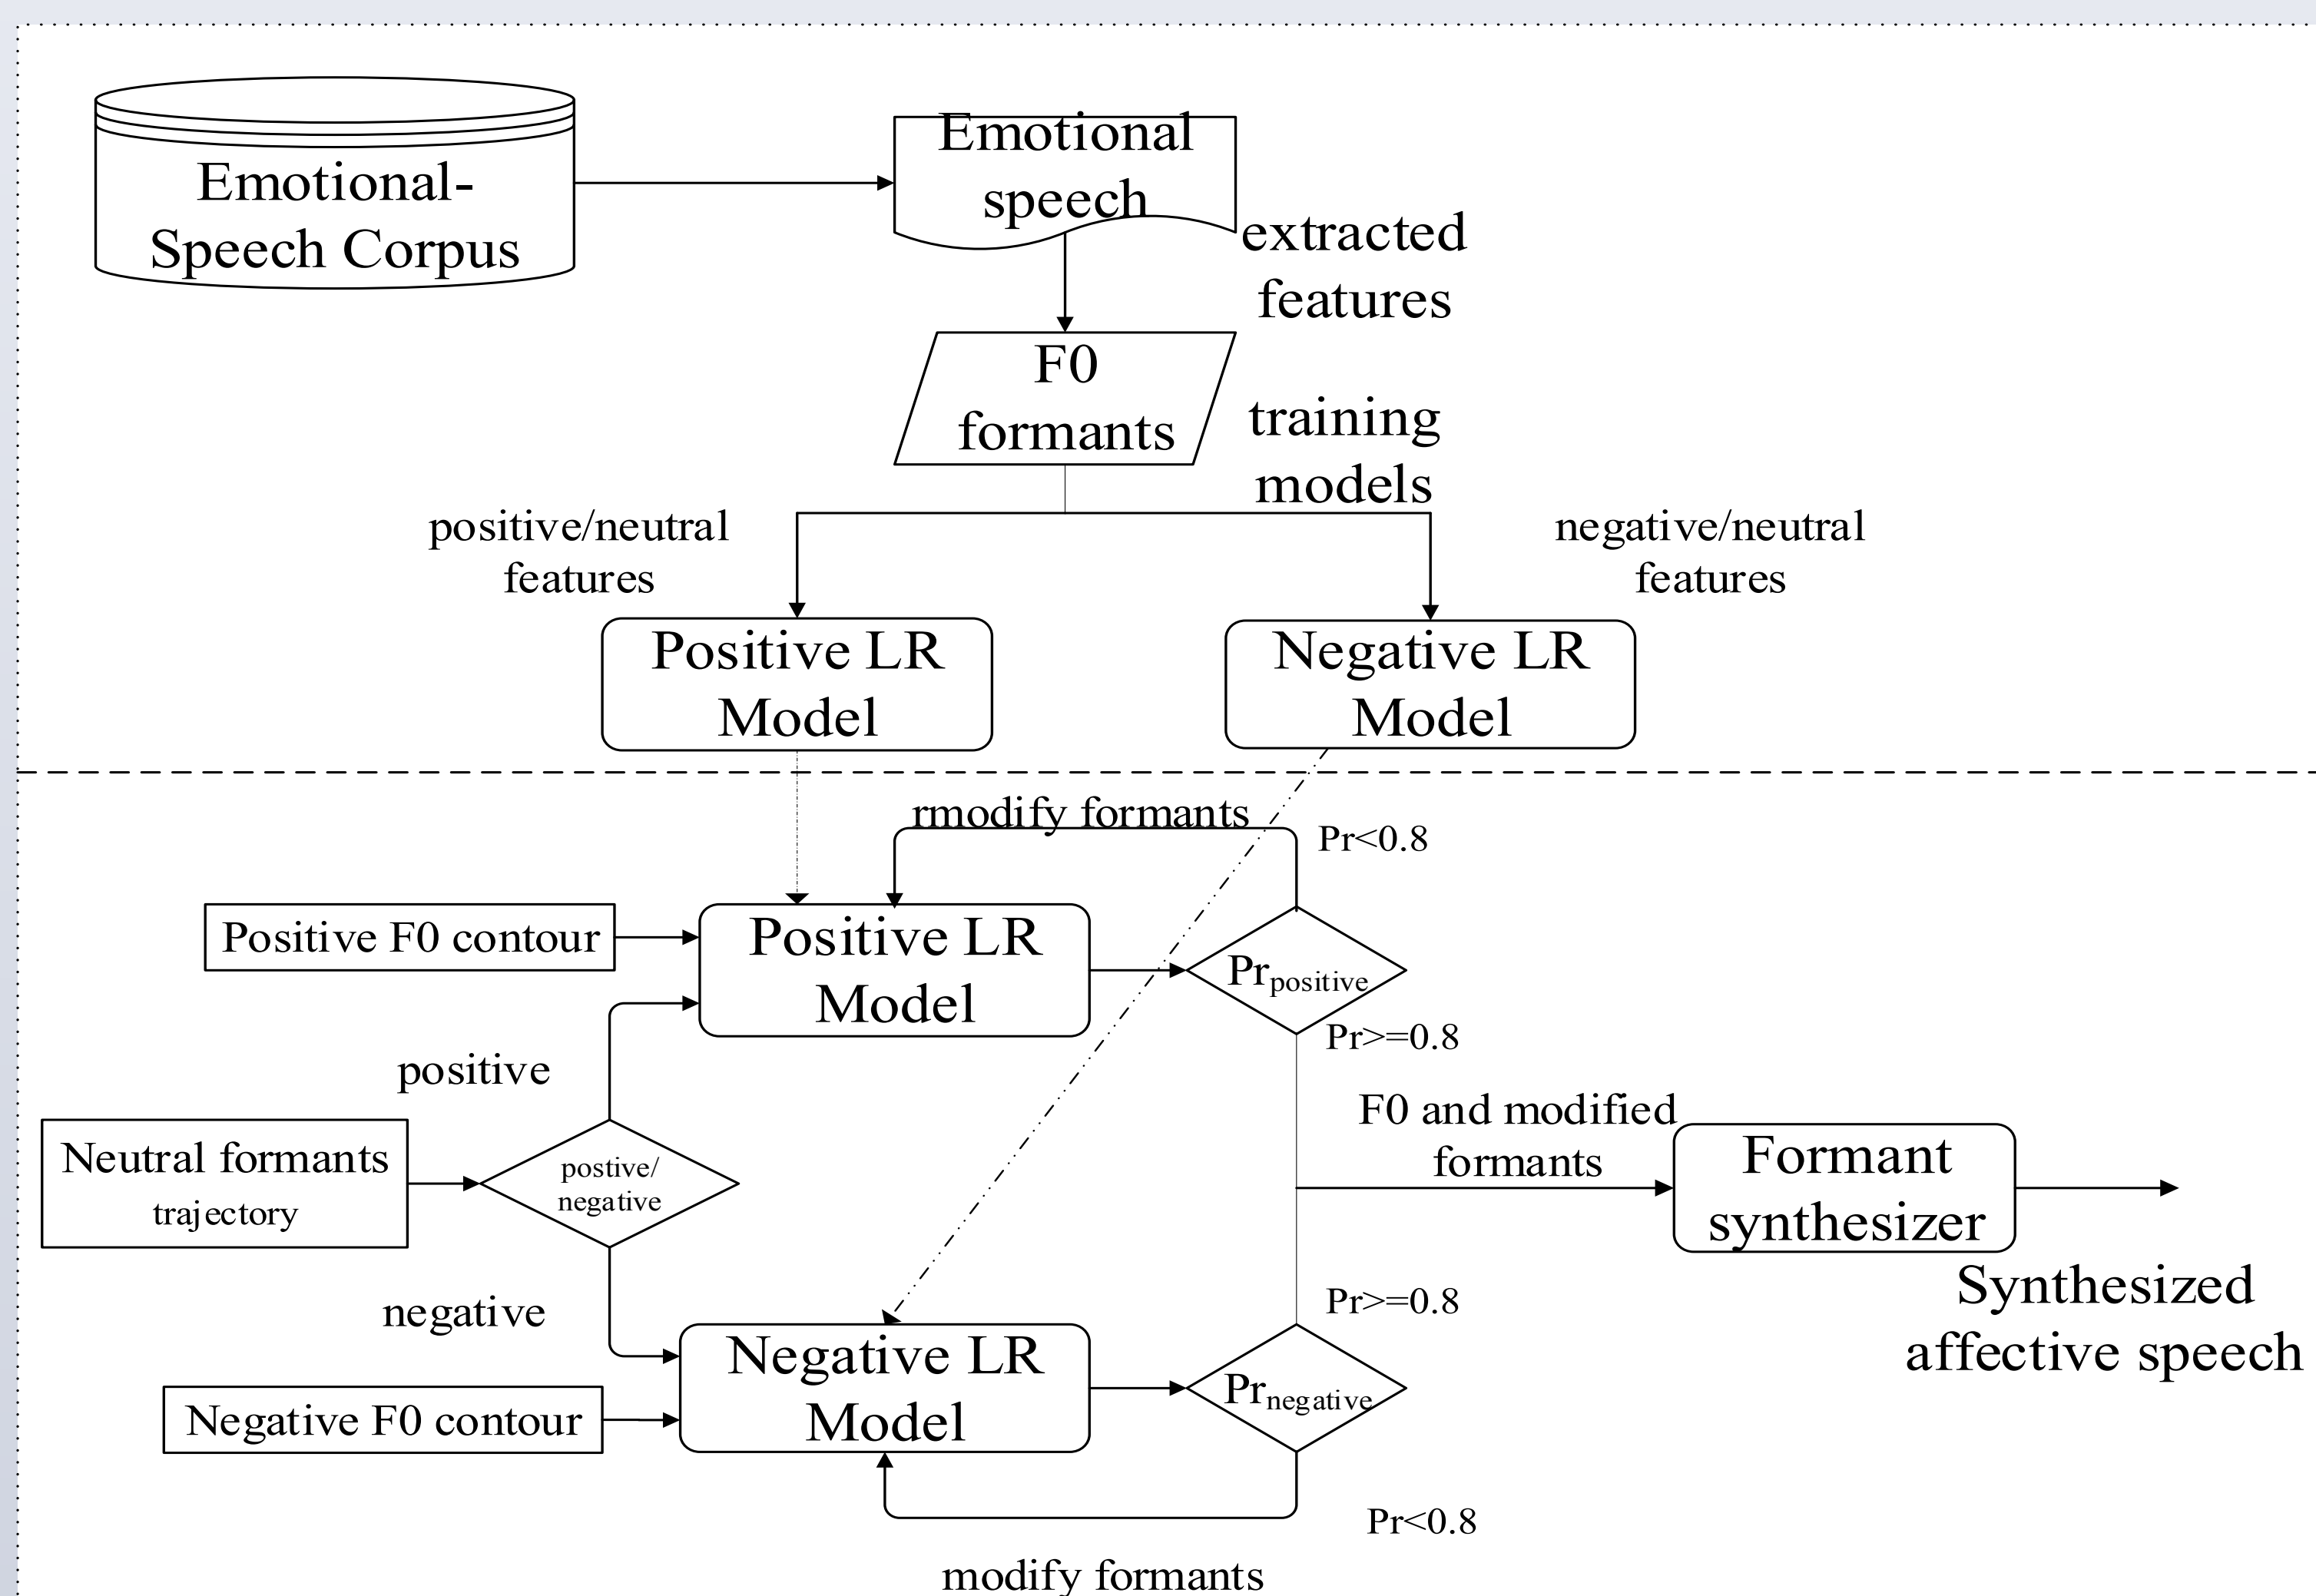 Emotional-
Speech Corpus
Emotional
speech
extracted
features
F0
formants
training
models
positive/neutral
features
negative/neutral
features
Positive LR
Model
Negative LR
Model
rmodify formants
Pr<0.8
Positive F0 contour
Positive LR
Model
Prpositive
Pr>=0.8
positive
F0 and modified
formants
Neutral formants
trajectory
postive/
negative
Formant
synthesizer
Synthesized
affective speech
negative
Pr>=0.8
Negative LR
Model
Prnegative
Negative F0 contour
Pr<0.8
modify formants